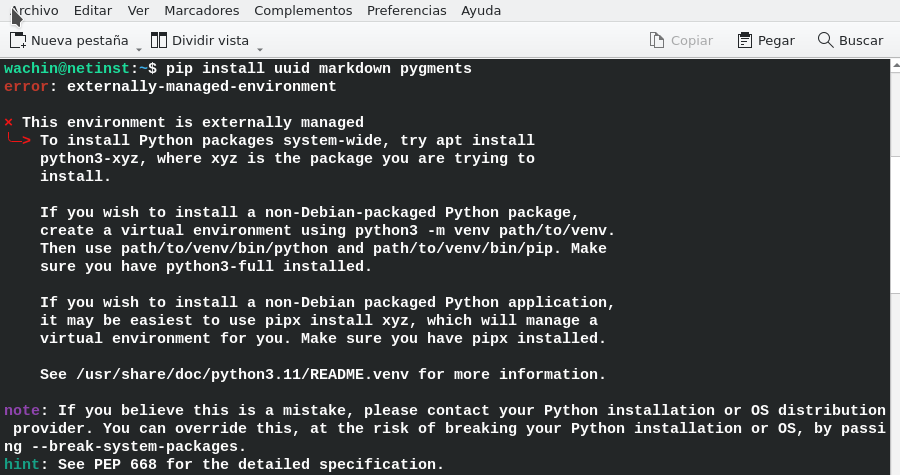 Archivo Editar Ver Marcadores Complementos Preferencias Ayuda
Nueva pestaña Dividir vista Copiar Pegar Buscar
wachin@netinst:~$ pip install uuid markdown pygments
error: externally-managed-environment
× This environment is externally managed
╰─> To install Python packages system-wide, try apt install
python3-xyz, where xyz is the package you are trying to
install.
If you wish to install a non-Debian-packaged Python package,
create a virtual environment using python3 -m venv path/to/venv.
Then use path/to/venv/bin/python and path/to/venv/bin/pip. Make
sure you have python3-full installed.
If you wish to install a non-Debian packaged Python application,
it may be easiest to use pipx install xyz, which will manage a
virtual environment for you. Make sure you have pipx installed.
See /usr/share/doc/python3.11/README.venv for more information.
note: If you believe this is a mistake, please contact your Python installation or OS distribution
provider. You can override this, at the risk of breaking your Python installation or OS, by passi
ng --break-system-packages.
hint: See PEP 668 for the detailed specification.